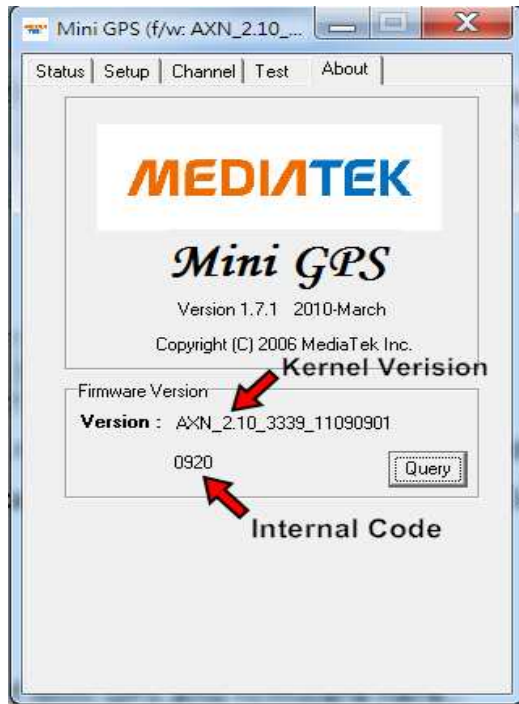 Mini GPS (f/w: AXN_2.10_...
Status Setup Channel Test About
MEDIATEK
Mini GPS
Version 1.7.1 2010-March
Copyright (C) 2006 MediaTek Inc.
Kernel Verision
Firmware Version
Version : AXN_2.10_3339_11090901
0920
Query
Internal Code